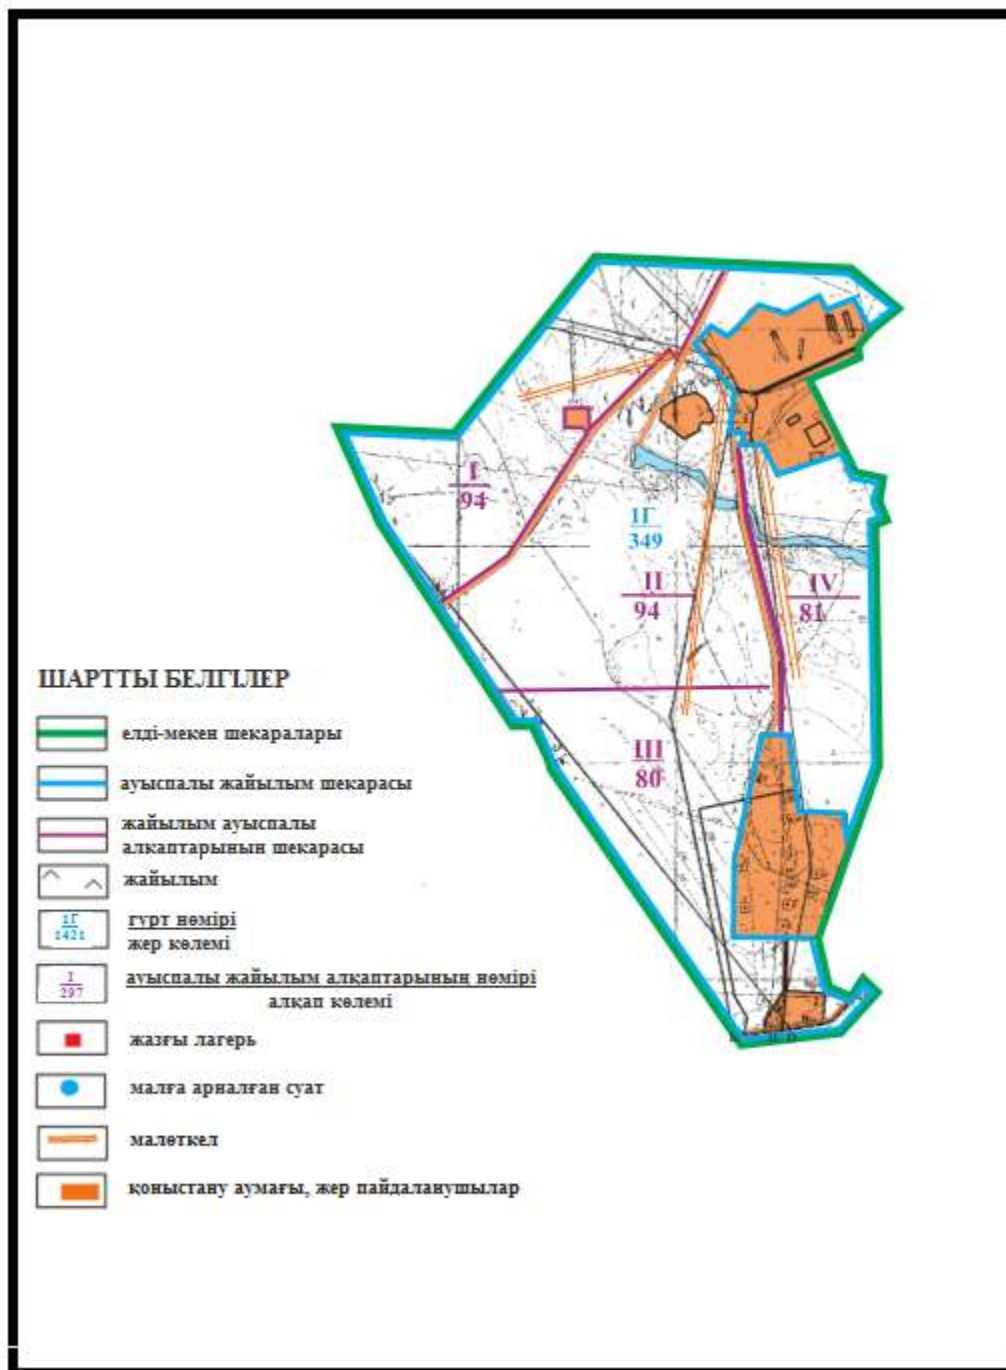 I
94
1Г
349
II
94
IV
81
III
80
ШАРТТЫ БЕЛГІЛЕР
елді-мекен шекаралары
ауыспалы жайылым шекарасы
жайылым ауыспалы
алкаптарының шекарасы
жайылым
1Г
1421
гурт нөмірі
жер көлемі
I
297
ауыспалы жайылым алқаптарының нөмірі
алқап көлемі
жазғы лагерь
малға арналған суат
малөткел
қоныстану аумағы, жер пайдаланушылар